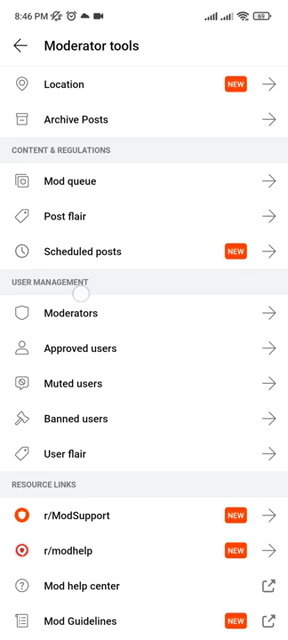 8:46 PM
69
Moderator tools
Location NEW
Archive Posts
CONTENT & REGULATIONS
Mod queue
Post flair
Scheduled posts NEW
USER MANAGEMENT
Moderators
Approved users
Muted users
Banned users
User flair
RESOURCE LINKS
r/ModSupport NEW
r/modhelp NEW
Mod help center
Mod Guidelines NEW